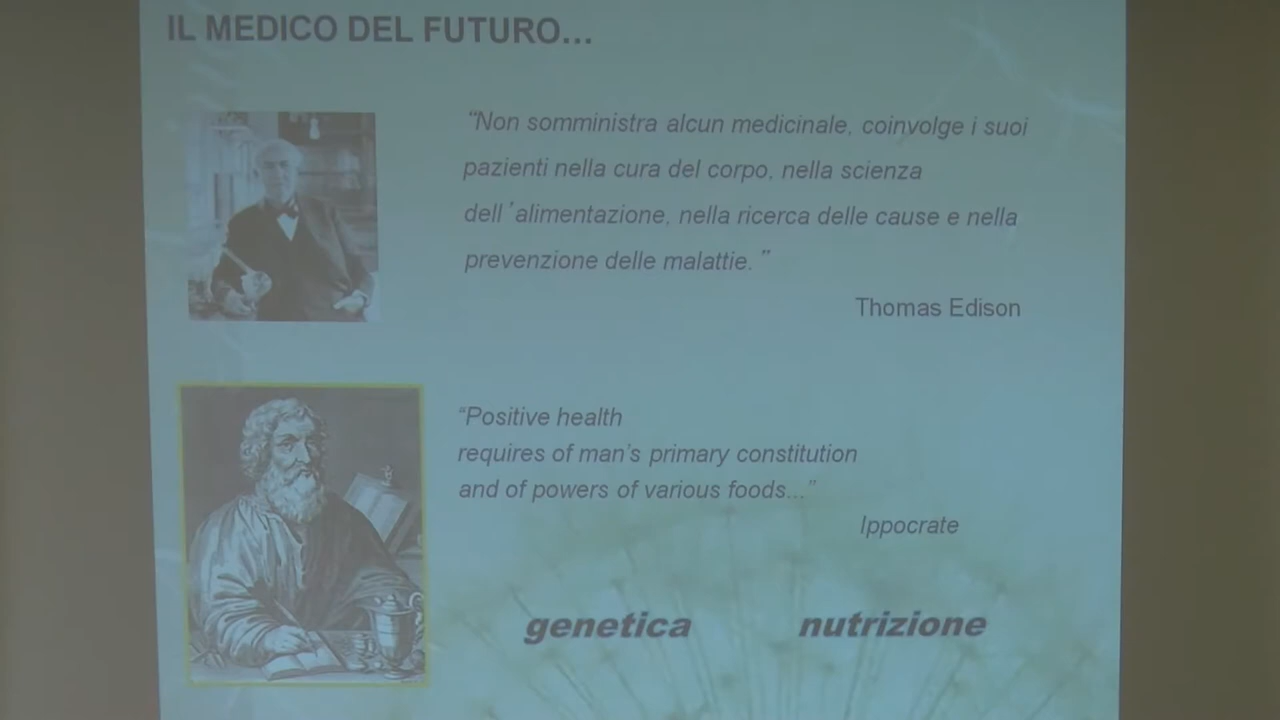 IL MEDICO DEL FUTURO...
“Non somministra alcun medicinale, coinvolge i suoi
pazienti nella cura del corpo, nella scienza
dell’alimentazione, nella ricerca delle cause e nella
prevenzione delle malattie.”
Thomas Edison
“Positive health
requires of man’s primary constitution
and of powers of various foods...”
Ippocrate
genetica nutrizione